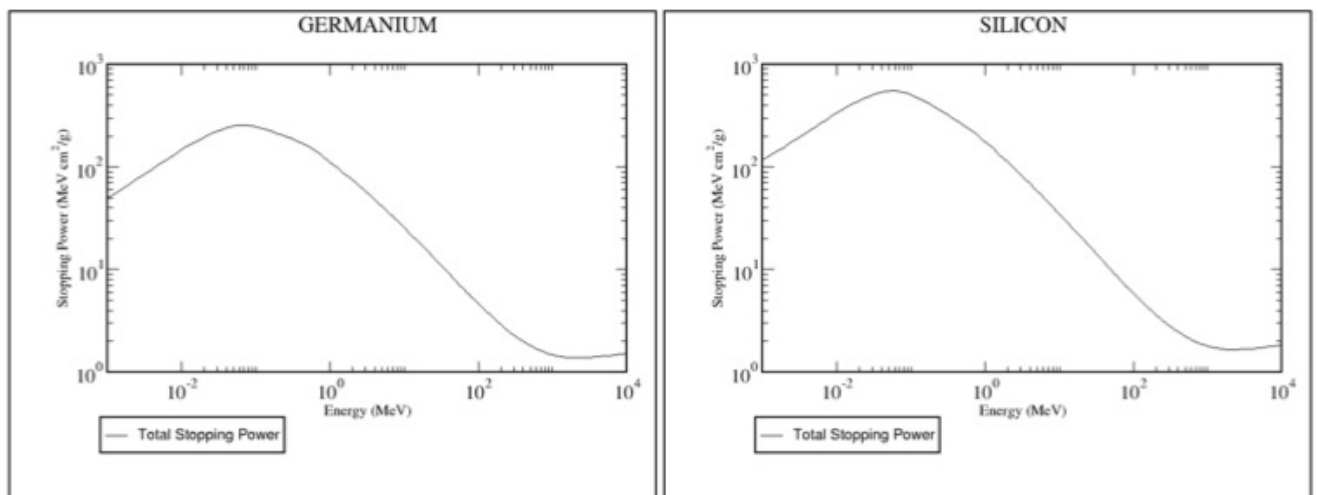 GERMANIUM
10³
10²
10¹
10⁰
Stopping Power (MeV cm²/g)
10⁻² 10⁰ 10² 10⁴
Energy (MeV)
Total Stopping Power
SILICON
10³
10²
10¹
10⁰
Stopping Power (MeV cm²/g)
10⁻² 10⁰ 10² 10⁴
Energy (MeV)
Total Stopping Power